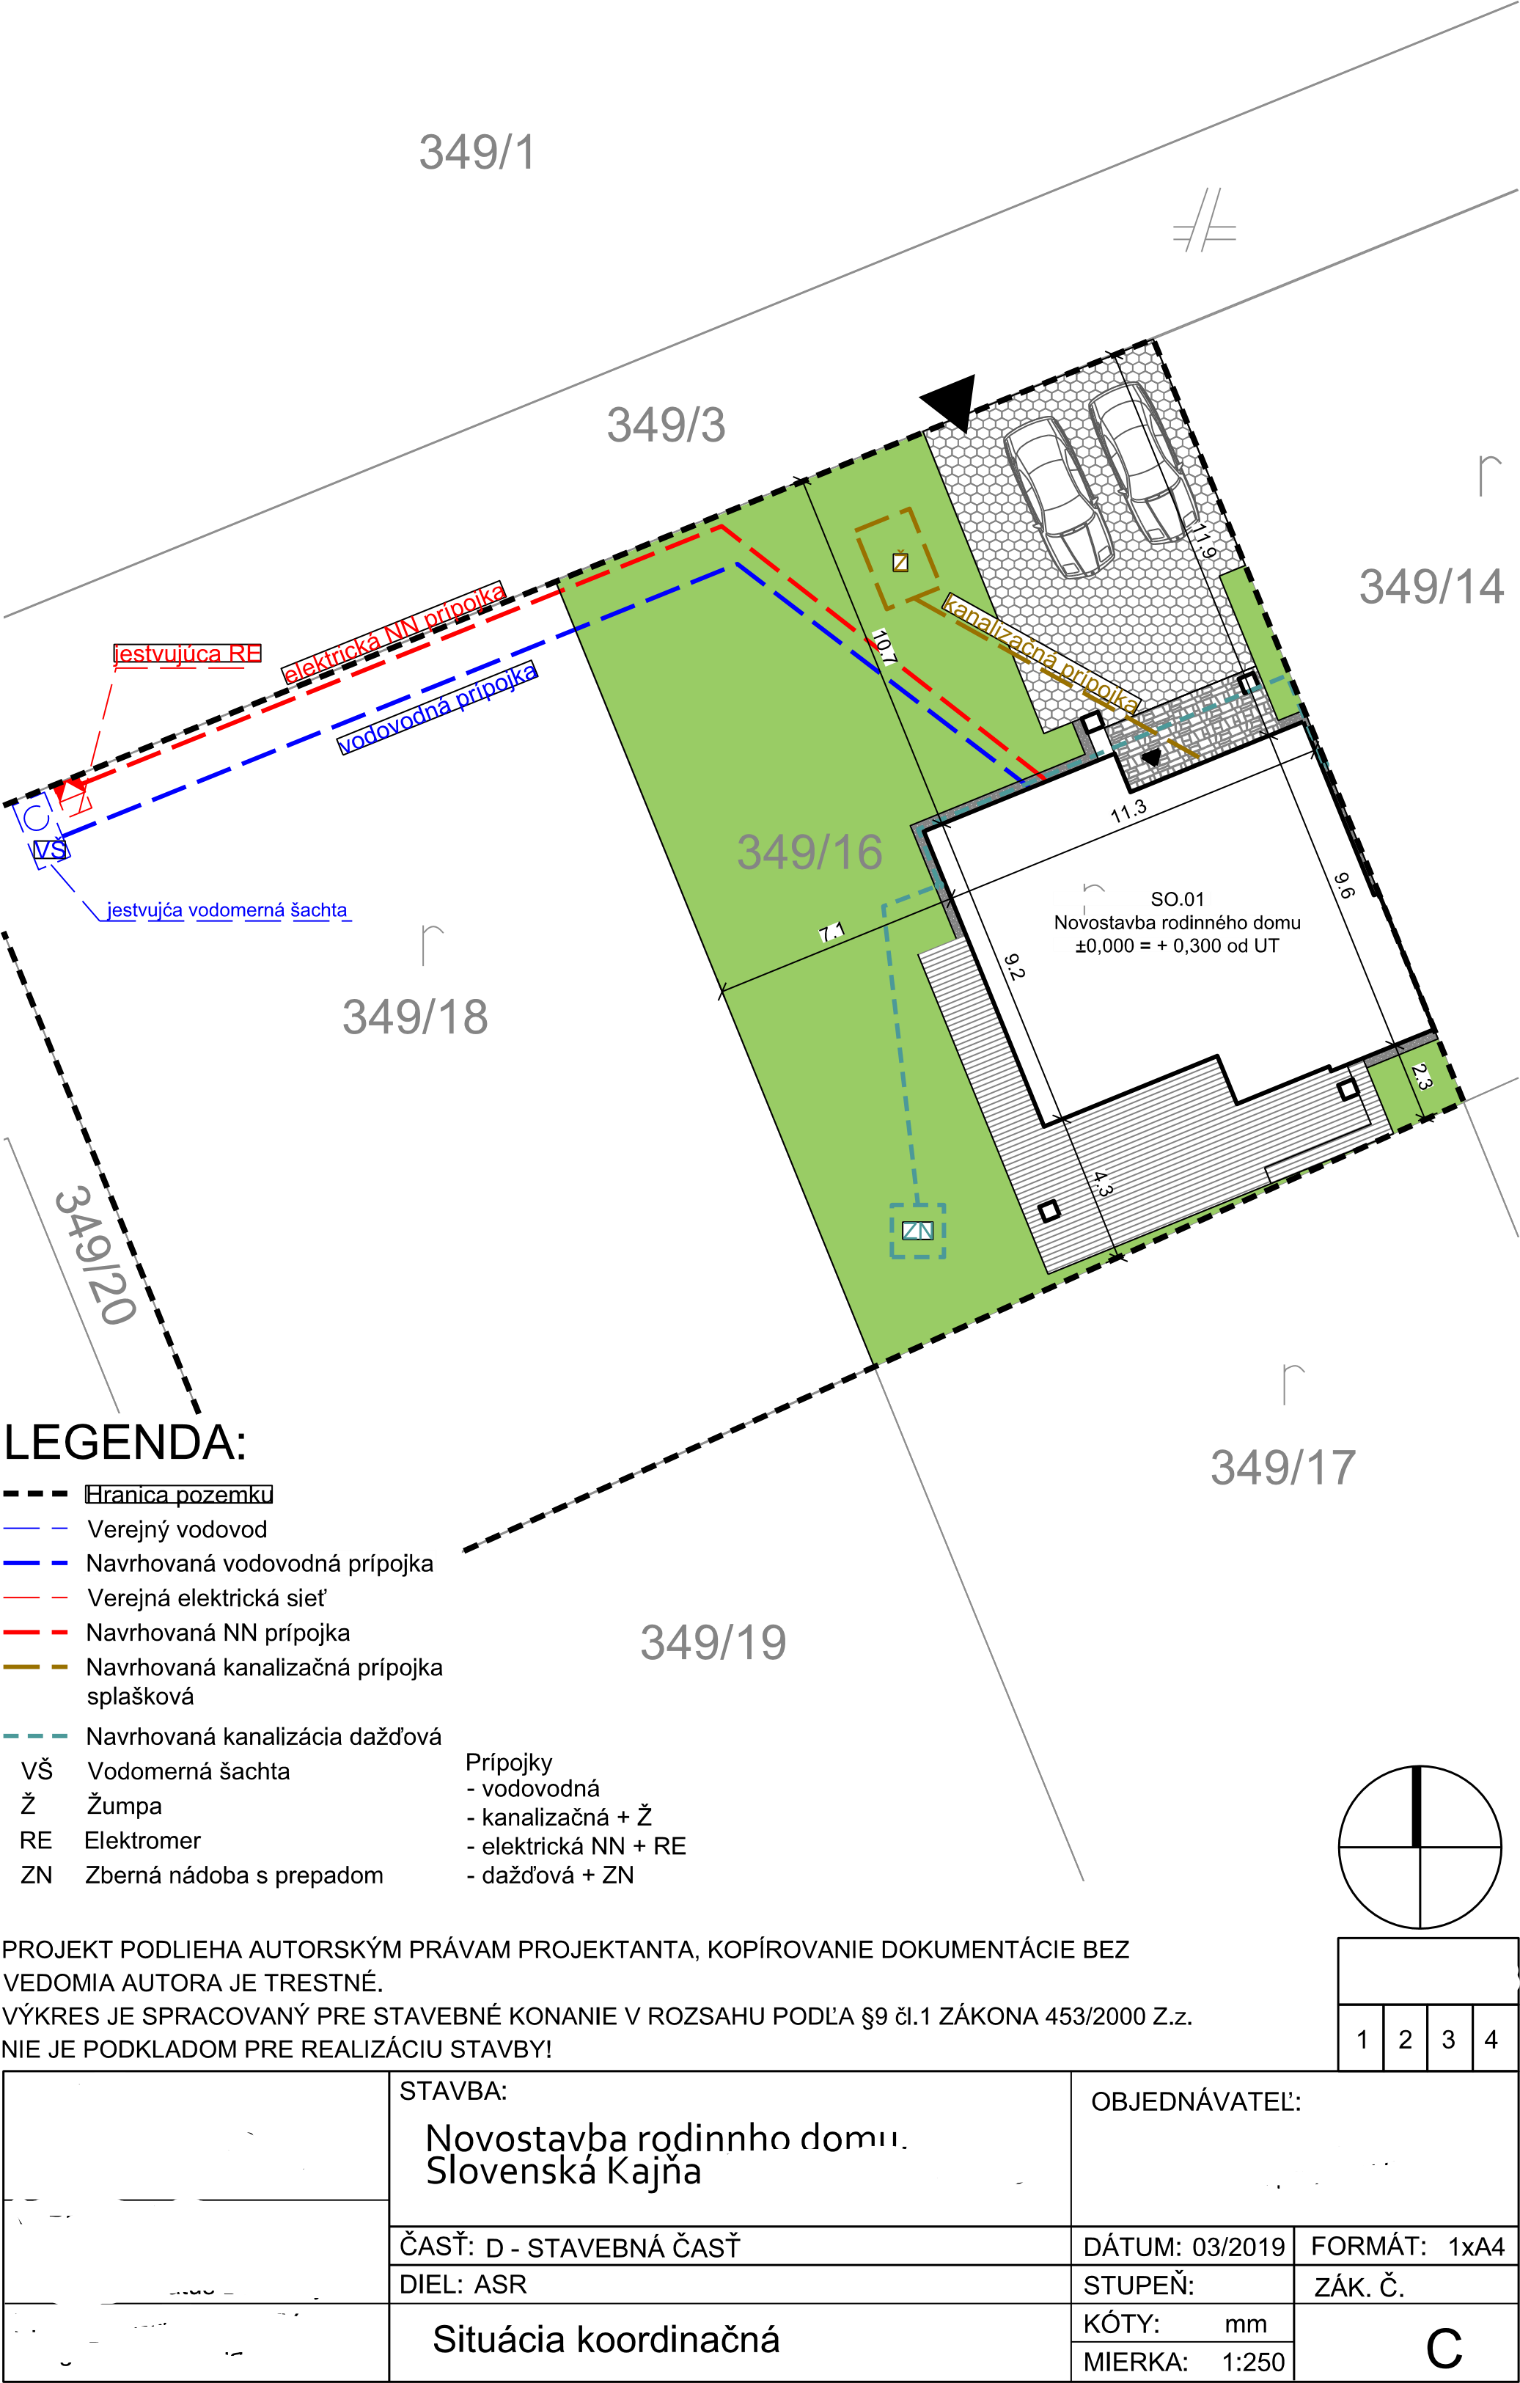 349/1
349/3
349/14
jestvujúca RE
elektrická NN prípojka
vodovodná prípojka
VŠ
jestvujća vodomerná šachta
Ž
kanalizačná prípojka
10.7
11.9
11.3
349/16
7.1
9.2
9.6
SO.01
Novostavba rodinného domu
±0,000 = + 0,300 od UT
349/18
2.3
4.3
ZN
349/20
349/17
349/19
LEGENDA:
Hranica pozemku
Verejný vodovod
Navrhovaná vodovodná prípojka
Verejná elektrická sieť
Navrhovaná NN prípojka
Navrhovaná kanalizačná prípojka
splašková
Navrhovaná kanalizácia dažďová
VŠ Vodomerná šachta
Ž Žumpa
RE Elektromer
ZN Zberná nádoba s prepadom
Prípojky
- vodovodná
- kanalizačná + Ž
- elektrická NN + RE
- dažďová + ZN
PROJEKT PODLIEHA AUTORSKÝM PRÁVAM PROJEKTANTA, KOPÍROVANIE DOKUMENTÁCIE BEZ
VEDOMIA AUTORA JE TRESTNÉ.
VÝKRES JE SPRACOVANÝ PRE STAVEBNÉ KONANIE V ROZSAHU PODĽA §9 čl.1 ZÁKONA 453/2000 Z.z.
NIE JE PODKLADOM PRE REALIZÁCIU STAVBY!
1 2 3 4
STAVBA:
Novostavba rodinnho domu,
Slovenská Kajňa
OBJEDNÁVATEĽ:
ČASŤ: D - STAVEBNÁ ČASŤ
DÁTUM: 03/2019
FORMÁT: 1xA4
DIEL: ASR
STUPEŇ:
ZÁK. Č.
Situácia koordinačná
KÓTY: mm
MIERKA: 1:250
C